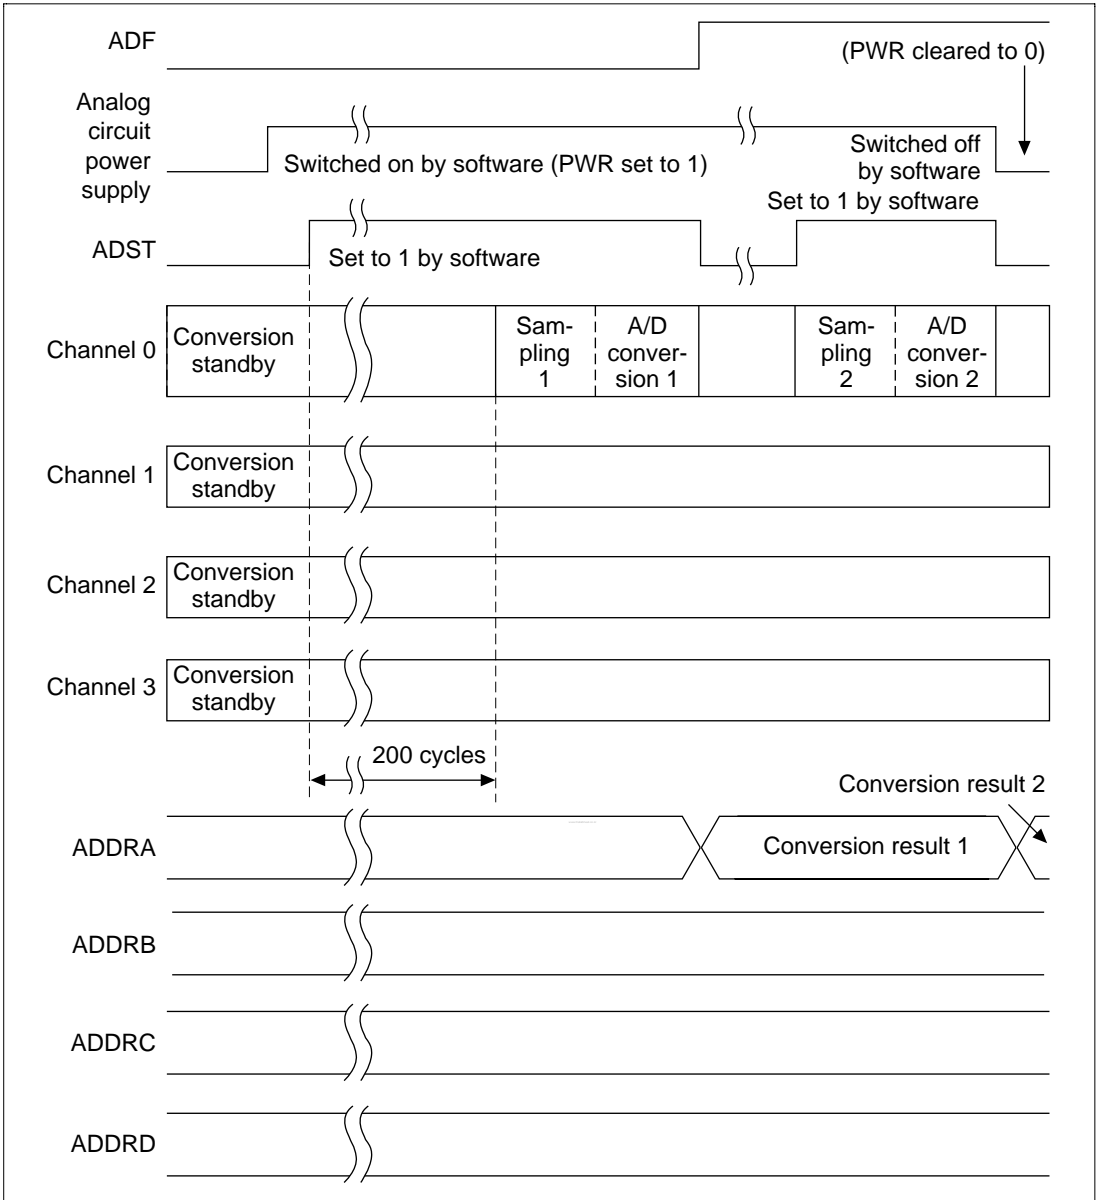 ADF
(PWR cleared to 0)
Analog
circuit
power
supply
Switched on by software (PWR set to 1)
Switched off
by software
Set to 1 by software
ADST
Set to 1 by software
Channel 0
Conversion
standby
Sam-
pling
1
A/D
conver-
sion 1
Sam-
pling
2
A/D
conver-
sion 2
Channel 1
Conversion
standby
Channel 2
Conversion
standby
Channel 3
Conversion
standby
200 cycles
Conversion result 2
ADDRA
Conversion result 1
ADDRB
ADDRC
ADDRD